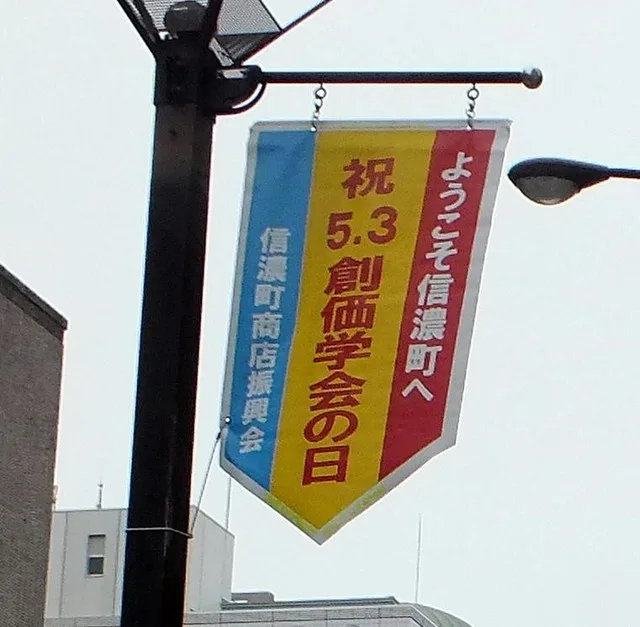 ようこそ信濃町へ
祝
5.3
創価学会の日
信濃町商店振興会